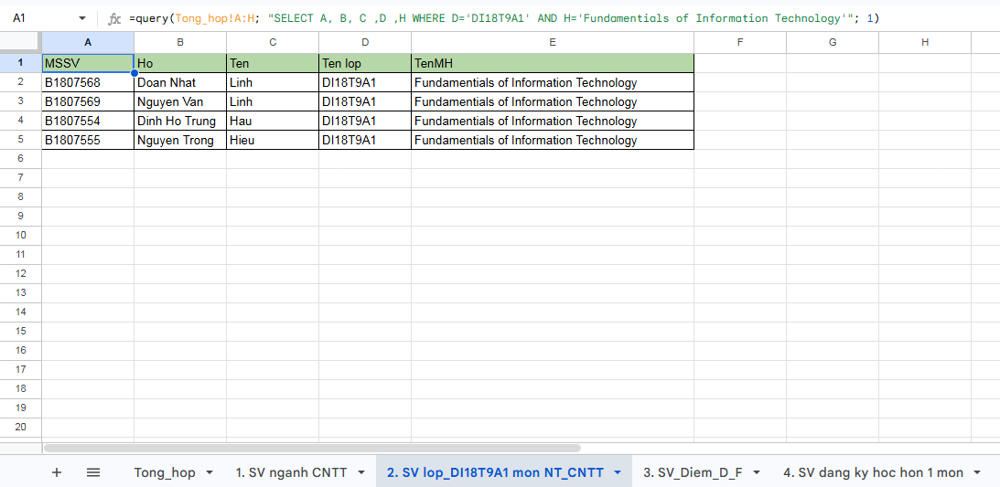 A1 fx =query(Tong_hop!A:H; "SELECT A, B, C ,D ,H WHERE D='DI18T9A1' AND H='Fundamentials of Information Technology'"; 1)
A B C D E F G H
1 MSSV Ho Ten Ten lop TenMH
2 B1807568 Doan Nhat Linh DI18T9A1 Fundamentials of Information Technology
3 B1807569 Nguyen Van Linh DI18T9A1 Fundamentials of Information Technology
4 B1807554 Dinh Ho Trung Hau DI18T9A1 Fundamentials of Information Technology
5 B1807555 Nguyen Trong Hieu DI18T9A1 Fundamentials of Information Technology
6
7
8
9
10
11
12
13
14
15
16
17
18
19
20
Tong_hop 1. SV nganh CNTT 2. SV lop_DI18T9A1 mon NT_CNTT 3. SV_Diem_D_F 4. SV dang ky hoc hon 1 mon